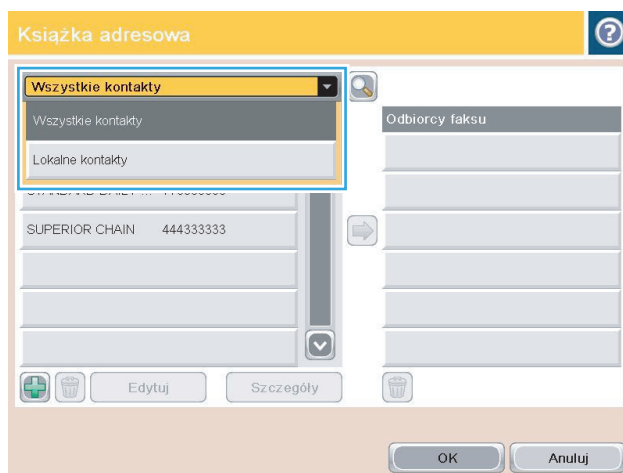 Książka adresowa
Wszystkie kontakty
Wszystkie kontakty
Lokalne kontakty
SUPERIOR CHAIN 444333333
Edytuj
Szczegóły
Odbiorcy faksu
OK
Anuluj